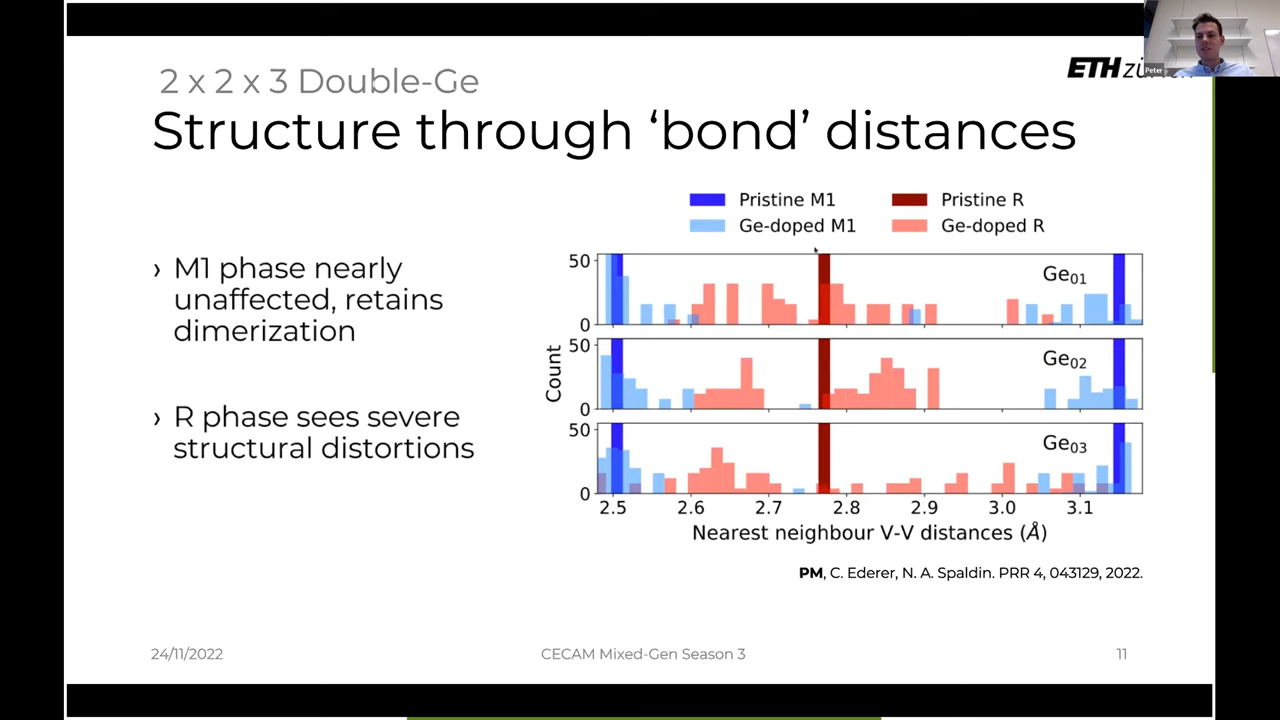 2 x 2 x 3 Double-Ge
Structure through ‘bond’ distances
ETH zür
Peter
› M1 phase nearly
unaffected, retains
dimerization
› R phase sees severe
structural distortions
Pristine M1
Pristine R
Ge-doped M1
Ge-doped R
50
0
Ge01
50
0
Ge02
50
0
Ge03
Count
2.5 2.6 2.7 2.8 2.9 3.0 3.1
Nearest neighbour V-V distances (Å)
PM, C. Ederer, N. A. Spaldin. PRR 4, 043129, 2022.
24/11/2022
CECAM Mixed-Gen Season 3
11